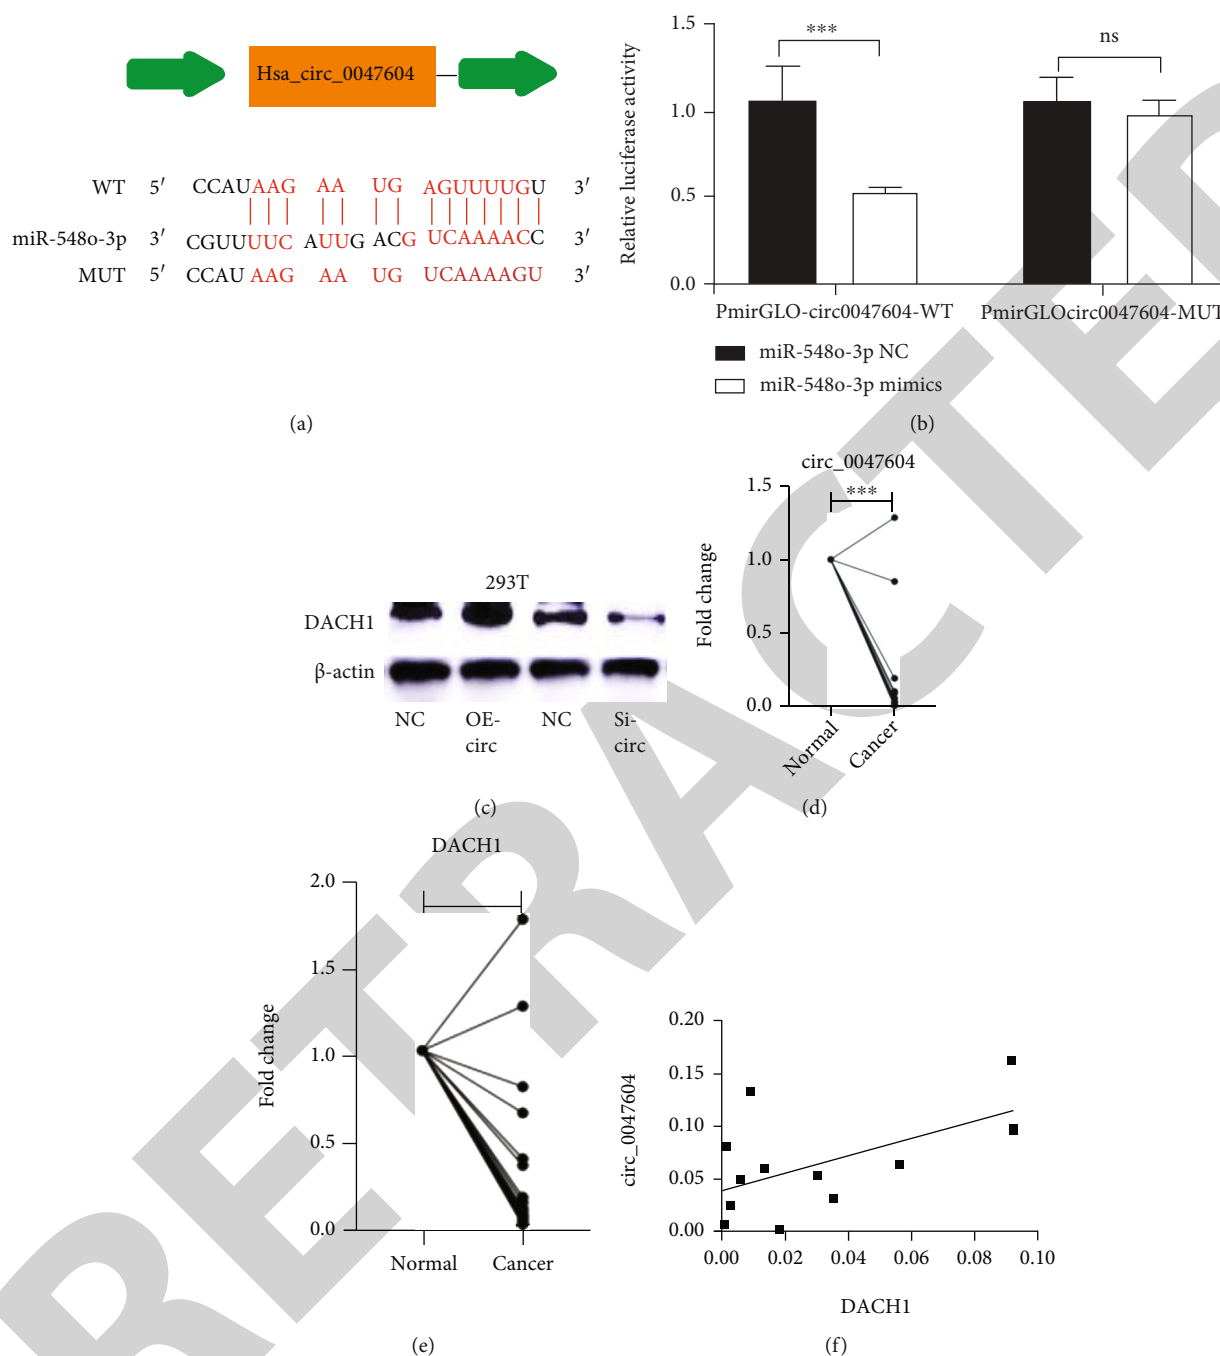 Hsa_circ_0047604
WT 5′ CCAUAAG AA UG AGUUUUGU 3′
miR-548o-3p 3′ CGUUUUC AUUG ACG UCAAAACC 3′
MUT 5′ CCAU AAG AA UG UCAAAAGU 3′
(a)
1.5
1.0
0.5
0.0
Relative luciferase activity
***
ns
PmirGLO-circ0047604-WT
PmirGLOcirc0047604-MUT
miR-548o-3p NC
miR-548o-3p mimics
(b)
293T
DACH1
β-actin
NC OE-circ NC Si-circ
(c)
circ_0047604
***
1.5
1.0
0.5
0.0
Fold change
Normal Cancer
(d)
DACH1
2.0
1.5
1.0
0.5
0.0
Fold change
Normal Cancer
(e)
0.20
0.15
0.10
0.05
0.00
circ_0047604
0.00 0.02 0.04 0.06 0.08 0.10
DACH1
(f)
RETRACTED